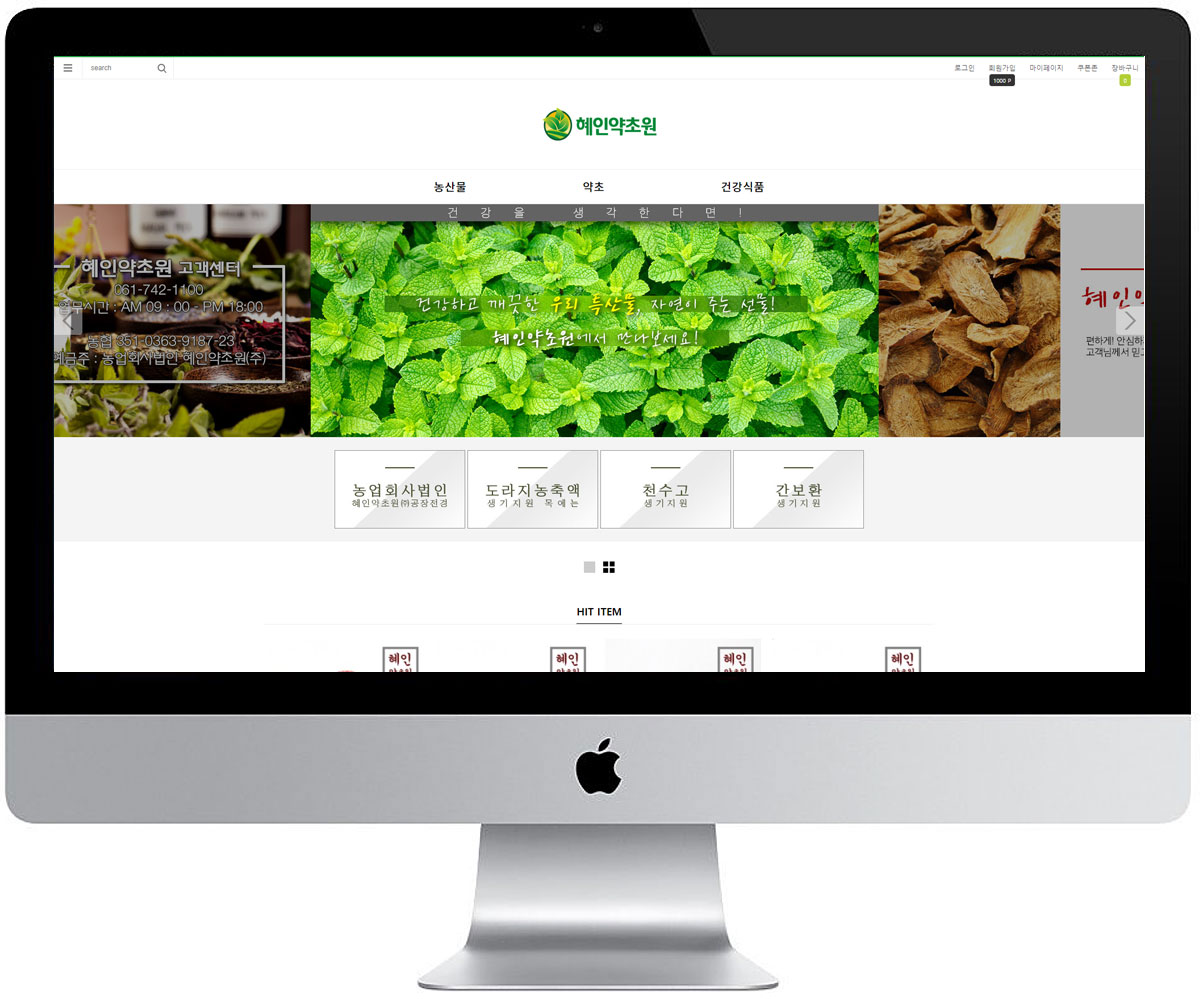 search
로그인 회원가입 마이페이지 쿠폰존 장바구니
1000 P
0
혜인약초원
농산물 약초 건강식품
건강을 생각한다면!
혜인약초원 고객센터
061-742-1100
업무시간 : AM 09 : 00 - PM 18:00
농협 351-0363-9187-23
예금주 : 농업회사법인 혜인약초원(주)
건강하고 깨끗한 우리 특산물, 자연이 주는 선물!
혜인약초원에서 만나보세요!
혜인
편하게! 안심하
고객님께서 믿고
농업회사법인
혜인약초원㈜공장전경
도라지농축액
생기지원 목에는
천수고
생기지원
간보환
생기지원
HIT ITEM
혜인
혜인
혜인
혜인